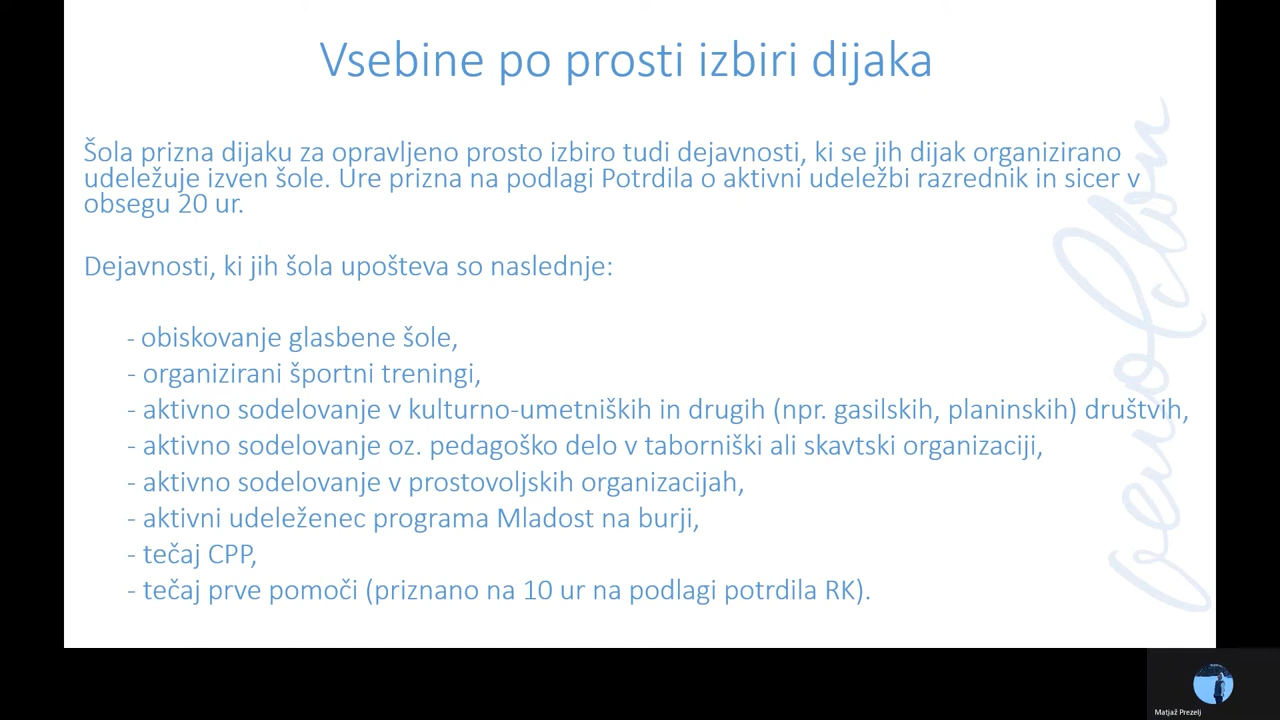 Vsebine po prosti izbiri dijaka
Šola prizna dijaku za opravljeno prosto izbiro tudi dejavnosti, ki se jih dijak organizirano
udeležuje izven šole. Ure prizna na podlagi Potrdila o aktivni udeležbi razrednik in sicer v
obsegu 20 ur.
Dejavnosti, ki jih šola upošteva so naslednje:
- obiskovanje glasbene šole,
- organizirani športni treningi,
- aktivno sodelovanje v kulturno-umetniških in drugih (npr. gasilskih, planinskih) društvih,
- aktivno sodelovanje oz. pedagoško delo v taborniški ali skavtski organizaciji,
- aktivno sodelovanje v prostovoljskih organizacijah,
- aktivni udeleženec programa Mladost na burji,
- tečaj CPP,
- tečaj prve pomoči (priznano na 10 ur na podlagi potrdila RK).
Matjaž Prezelj